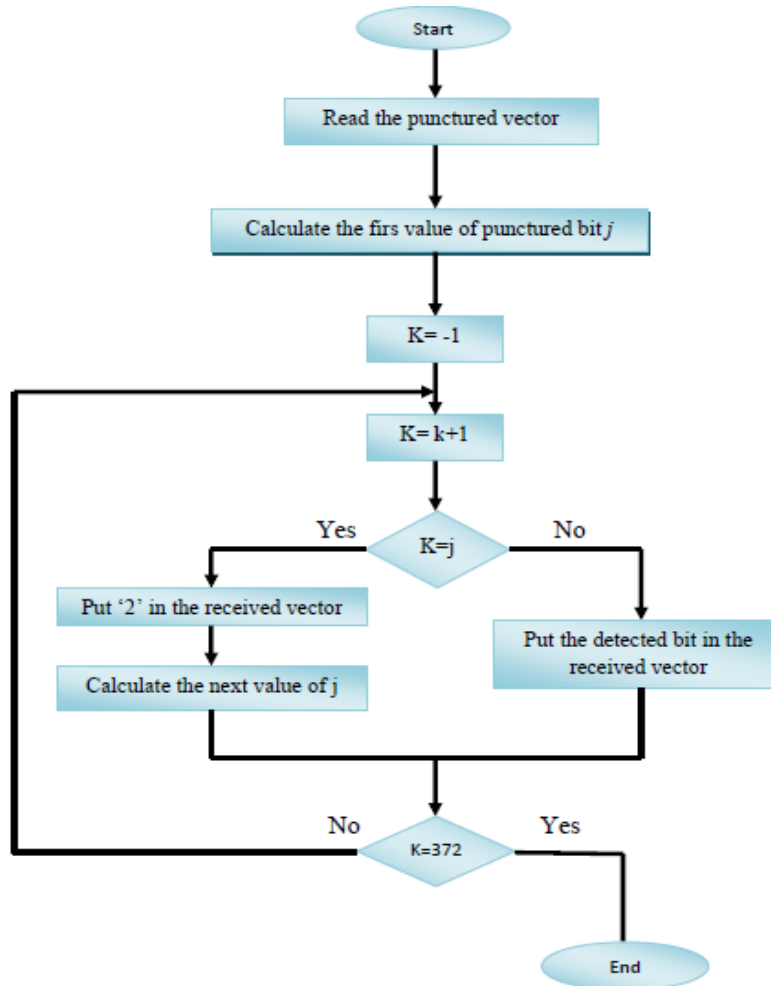 Start
Read the punctured vector
Calculate the firs value of punctured bit j
K= -1
K= k+1
K=j
Yes
No
Put ‘2’ in the received vector
Calculate the next value of j
Put the detected bit in the
received vector
K=372
No
Yes
End